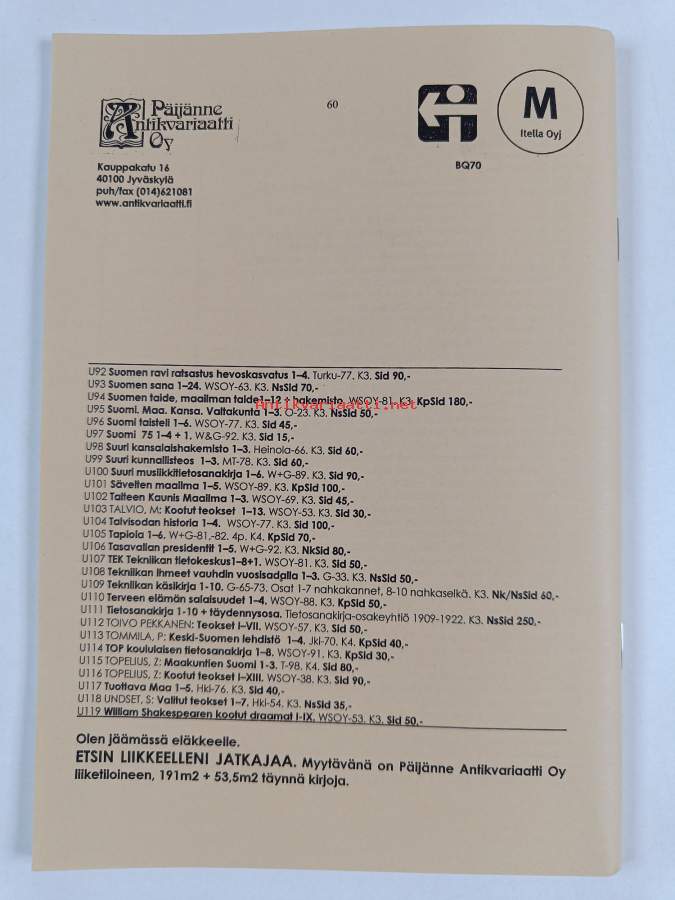 Päijänne
Antikvariaatti
Oy
60
M
Itella Oyj
BQ70
Kauppakatu 16
40100 Jyväskylä
puh/fax (014)621081
www.antikvariaatti.fi
U92 Suomen ravi ratsastus hevoskasvatus 1–4. Turku-77. K3. Sid 90,-
U93 Suomen sana 1–24. WSOY-63. K3. NsSid 70,-
U94 Suomen taide, maailman taide1–12 + hakemisto. WSOY-81. K3. KpSid 180,-
Antikvariaatti.net
U95 Suomi. Maa. Kansa. Valtakunta 1–3. O-23. K3. NsSid 50,-
U96 Suomi taisteli 1–6. WSOY-77. K3. Sid 45,-
U97 Suomi 75 1–4 + 1. W&G-92. K3. Sid 15,-
U98 Suuri kansalaishakemisto 1–3. Heinola-66. K3. Sid 60,-
U99 Suuri kunnallisteos 1–3. MT-78. K3. Sid 60,-
U100 Suuri musiikkitietosanakirja 1–6. W+G-89. K3. Sid 90,-
U101 Sävelten maailma 1–5. WSOY-89. K3. KpSid 100,-
U102 Taiteen Kaunis Maailma 1–3. WSOY-69. K3. Sid 45,-
U103 TALVIO, M: Kootut teokset 1–13. WSOY-53. K3. Sid 30,-
U104 Talvisodan historia 1–4. WSOY-77. K3. Sid 100,-
U105 Tapiola 1–6. W+G-81,-82. 4p. K4. KpSid 70,-
U106 Tasavallan presidentit 1–5. W+G-92. K3. NkSid 80,-
U107 TEK Tekniikan tietokeskus1–8+1. WSOY-81. K3. Sid 50,-
U108 Tekniikan ihmeet vauhdin vuosisadalla 1–3. G-33. K3. NsSid 50,-
U109 Tekniikan käsikirja 1-10. G-65-73. Osat 1-7 nahkakannet, 8-10 nahkaselkä. K3. Nk/NsSid 60,-
U110 Terveen elämän salaisuudet 1–4. WSOY-88. K3. KpSid 50,-
U111 Tietosanakirja 1-10 + täydennysosa. Tietosanakirja-osakeyhtiö 1909-1922. K3. NsSid 250,-
U112 TOIVO PEKKANEN: Teokset I–VII. WSOY-57. K3. Sid 50,-
U113 TOMMILA, P: Keski-Suomen lehdistö 1–4. Jkl-70. K4. KpSid 40,-
U114 TOP koululaisen tietosanakirja 1–8. WSOY-91. K3. KpSid 30,-
U115 TOPELIUS, Z: Maakuntien Suomi 1-3. T-98. K4. Sid 80,-
U116 TOPELIUS, Z: Kootut teokset I–XIII. WSOY-38. K3. Sid 90,-
U117 Tuottava Maa 1–5. Hki-76. K3. Sid 40,-
U118 UNDSET, S: Valitut teokset 1–7. Hki-54. K3. NsSid 35,-
U119 William Shakespearen kootut draamat I-IX. WSOY-53. K3. Sid 50,-
Olen jäämässä eläkkeelle.
ETSIN LIIKKEELLENI JATKAJAA. Myytävänä on Päijänne Antikvariaatti Oy
liiketiloineen, 191m2 + 53,5m2 täynnä kirjoja.